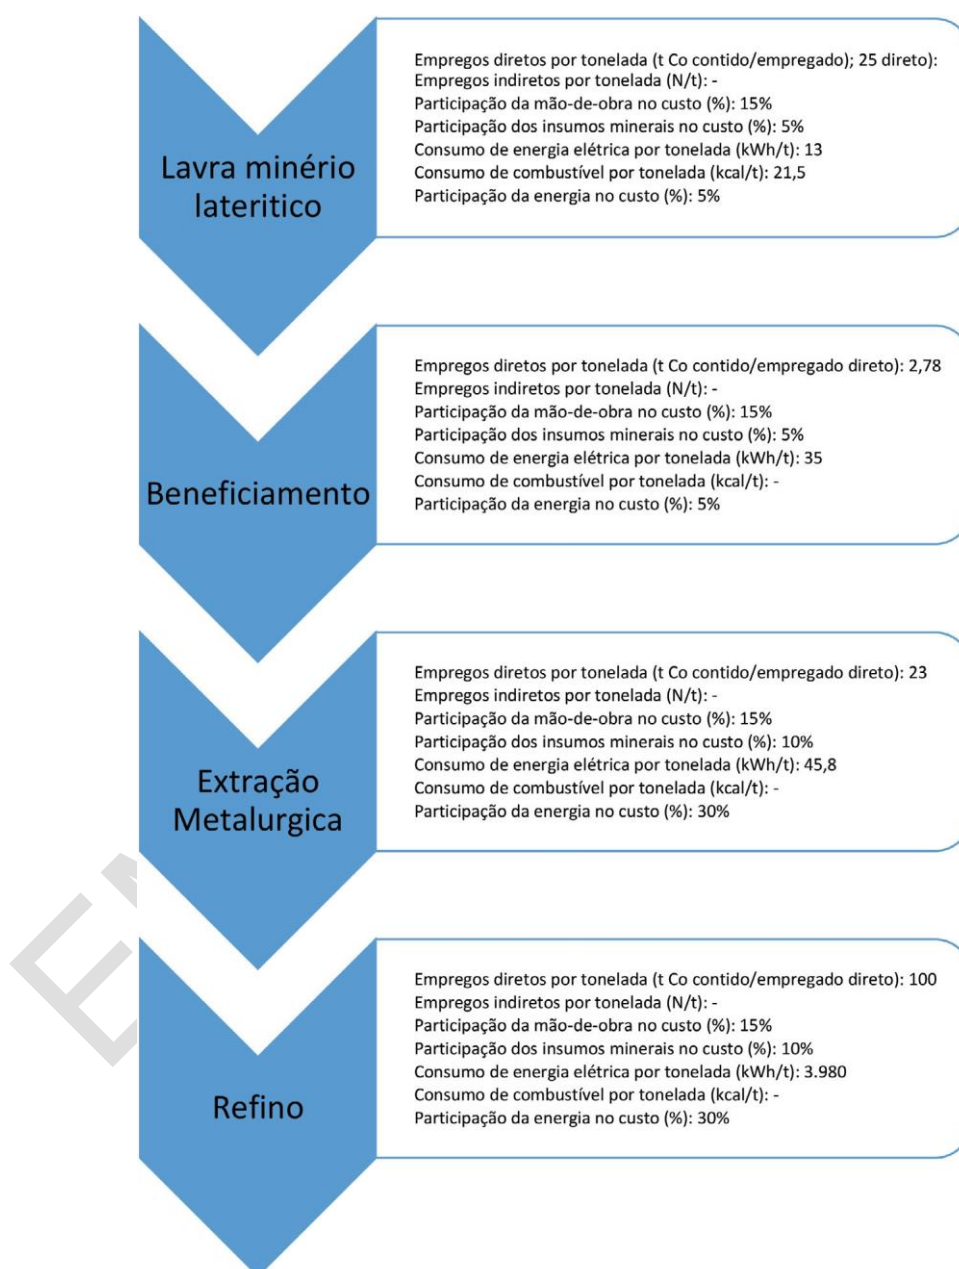 Lavra minério
lateritico
Empregos diretos por tonelada (t Co contido/empregado); 25 direto):
Empregos indiretos por tonelada (N/t): -
Participação da mão-de-obra no custo (%): 15%
Participação dos insumos minerais no custo (%): 5%
Consumo de energia elétrica por tonelada (kWh/t): 13
Consumo de combustível por tonelada (kcal/t): 21,5
Participação da energia no custo (%): 5%
Beneficiamento
Empregos diretos por tonelada (t Co contido/empregado direto): 2,78
Empregos indiretos por tonelada (N/t): -
Participação da mão-de-obra no custo (%): 15%
Participação dos insumos minerais no custo (%): 5%
Consumo de energia elétrica por tonelada (kWh/t): 35
Consumo de combustível por tonelada (kcal/t): -
Participação da energia no custo (%): 5%
Extração
Metalurgica
Empregos diretos por tonelada (t Co contido/empregado direto): 23
Empregos indiretos por tonelada (N/t): -
Participação da mão-de-obra no custo (%): 15%
Participação dos insumos minerais no custo (%): 10%
Consumo de energia elétrica por tonelada (kWh/t): 45,8
Consumo de combustível por tonelada (kcal/t): -
Participação da energia no custo (%): 30%
Refino
Empregos diretos por tonelada (t Co contido/empregado direto): 100
Empregos indiretos por tonelada (N/t): -
Participação da mão-de-obra no custo (%): 15%
Participação dos insumos minerais no custo (%): 10%
Consumo de energia elétrica por tonelada (kWh/t): 3.980
Consumo de combustível por tonelada (kcal/t): -
Participação da energia no custo (%): 30%